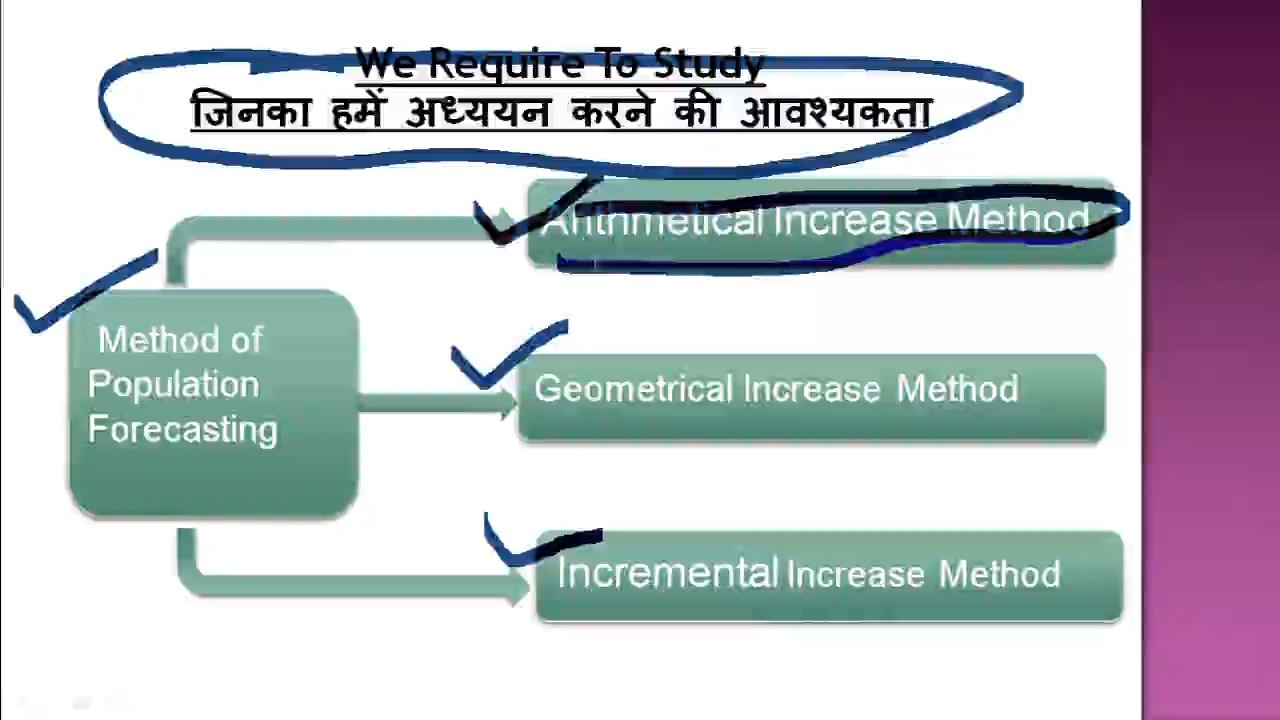 We Require To Study
जिनका हमें अध्ययन करने की आवश्यकता
Arithmetical Increase Method
Method of
Population
Forecasting
Geometrical Increase Method
Incremental Increase Method